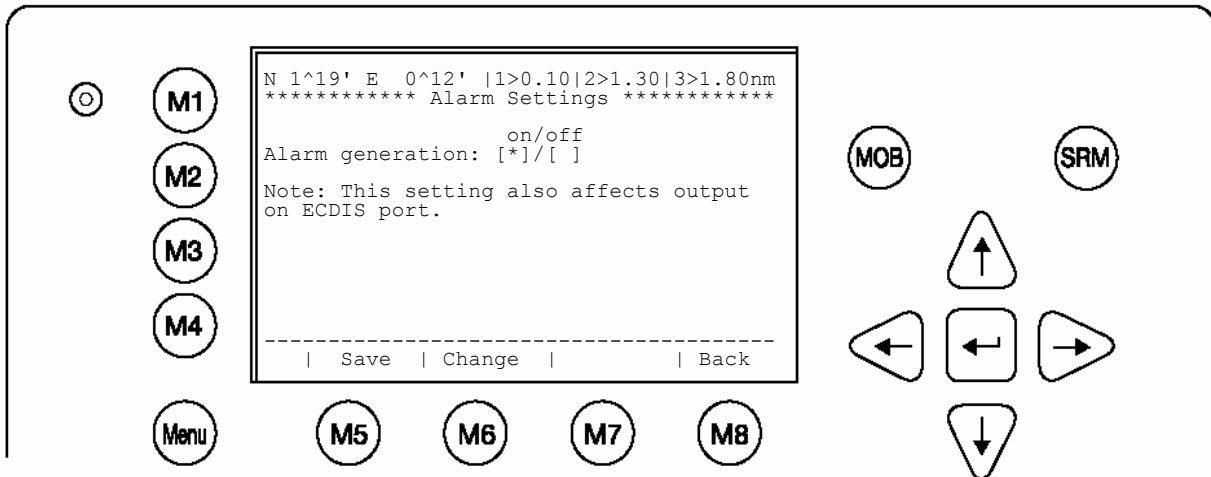 N 1^19' E  0^12' |1>0.10|2>1.30|3>1.80nm
************ Alarm Settings ************
on/off
Alarm generation: [*]/[ ]
Note: This setting also affects output
on ECDIS port.
----------------------------------------
| Save | Change | | Back
M1
M2
M3
M4
Menu
M5
M6
M7
M8
MOB
SRM